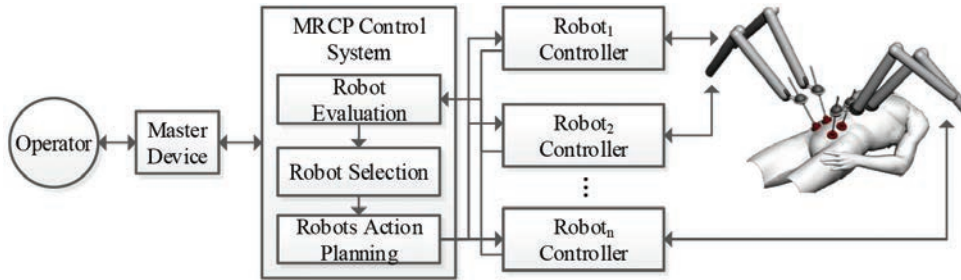 Operator
Master
Device
MRCP Control
System
Robot
Evaluation
Robot Selection
Robots Action
Planning
Robot₁
Controller
Robot₂
Controller
⋮
Robotₙ
Controller